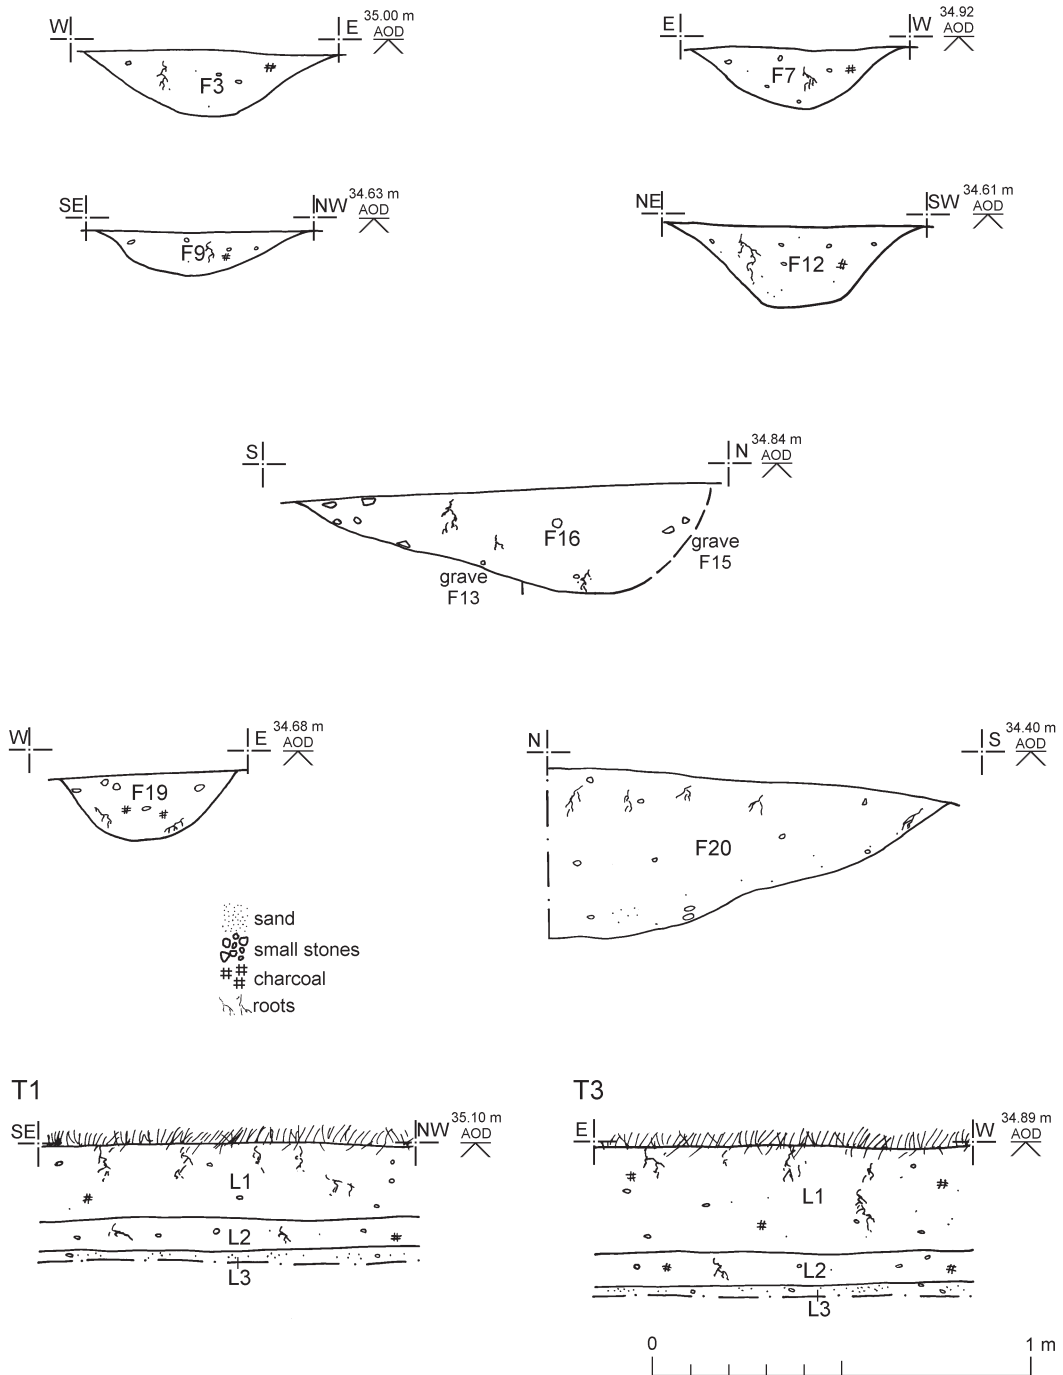 W
E
35.00 m
AOD
F3
E
W
34.92
AOD
F7
SE
NW
34.63 m
AOD
F9
NE
SW
34.61 m
AOD
F12
S
N
34.84 m
AOD
F16
grave
F15
grave
F13
W
E
34.68 m
AOD
F19
N
S
34.40 m
AOD
F20
sand
small stones
charcoal
roots
T1
SE
NW
35.10 m
AOD
L1
L2
L3
T3
E
W
34.89 m
AOD
L1
L2
L3
0
1 m